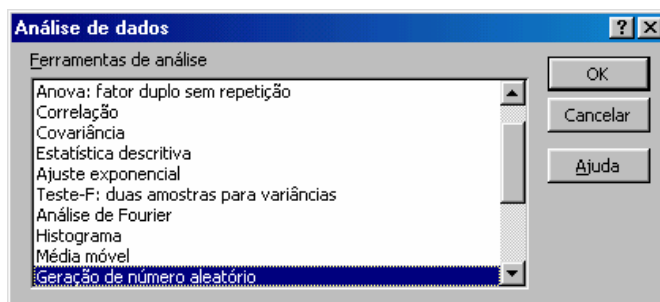 Análise de dados
Ferramentas de análise
Anova: fator duplo sem repetição
Correlação
Covariância
Estatística descritiva
Ajuste exponencial
Teste-F: duas amostras para variâncias
Análise de Fourier
Histograma
Média móvel
Geração de número aleatório
OK
Cancelar
Ajuda